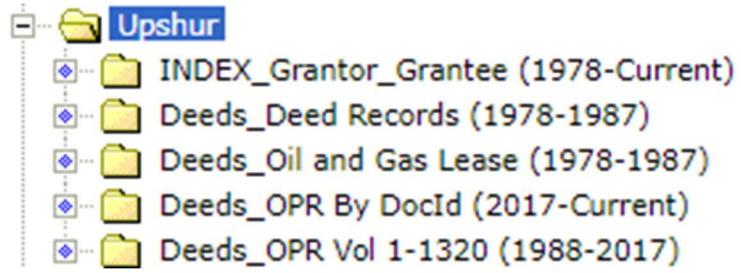 Upshur
INDEX_Grantor_Grantee (1978-Current)
Deeds_Deed Records (1978-1987)
Deeds_Oil and Gas Lease (1978-1987)
Deeds_OPR By DocId (2017-Current)
Deeds_OPR Vol 1-1320 (1988-2017)